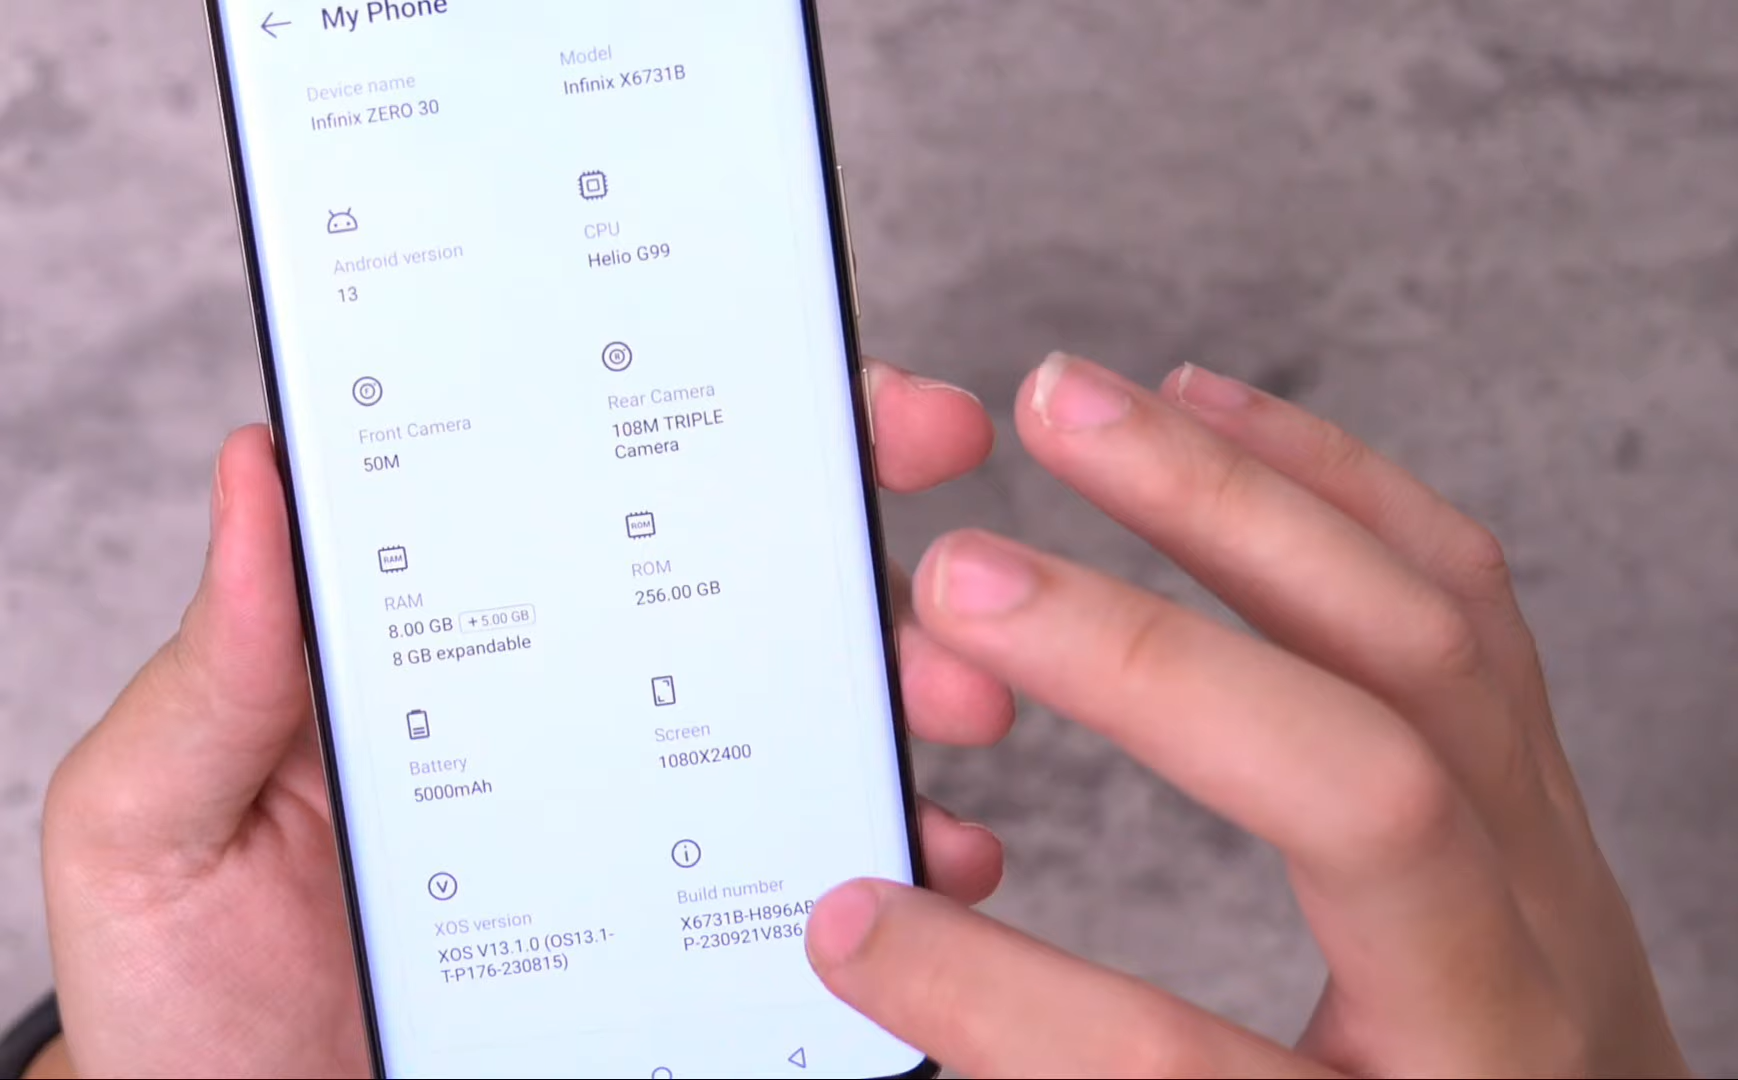 My Phone
Device name
Infinix ZERO 30
Model
Infinix X6731B
Android version
13
CPU
Helio G99
Front Camera
50M
Rear Camera
108M TRIPLE
Camera
RAM
RAM
8.00 GB +5.00 GB
8 GB expandable
ROM
ROM
256.00 GB
Battery
5000mAh
Screen
1080X2400
XOS version
XOS V13.1.0 (OS13.1-
T-P176-230815)
Build number
X6731B-H896AB
P-230921V836